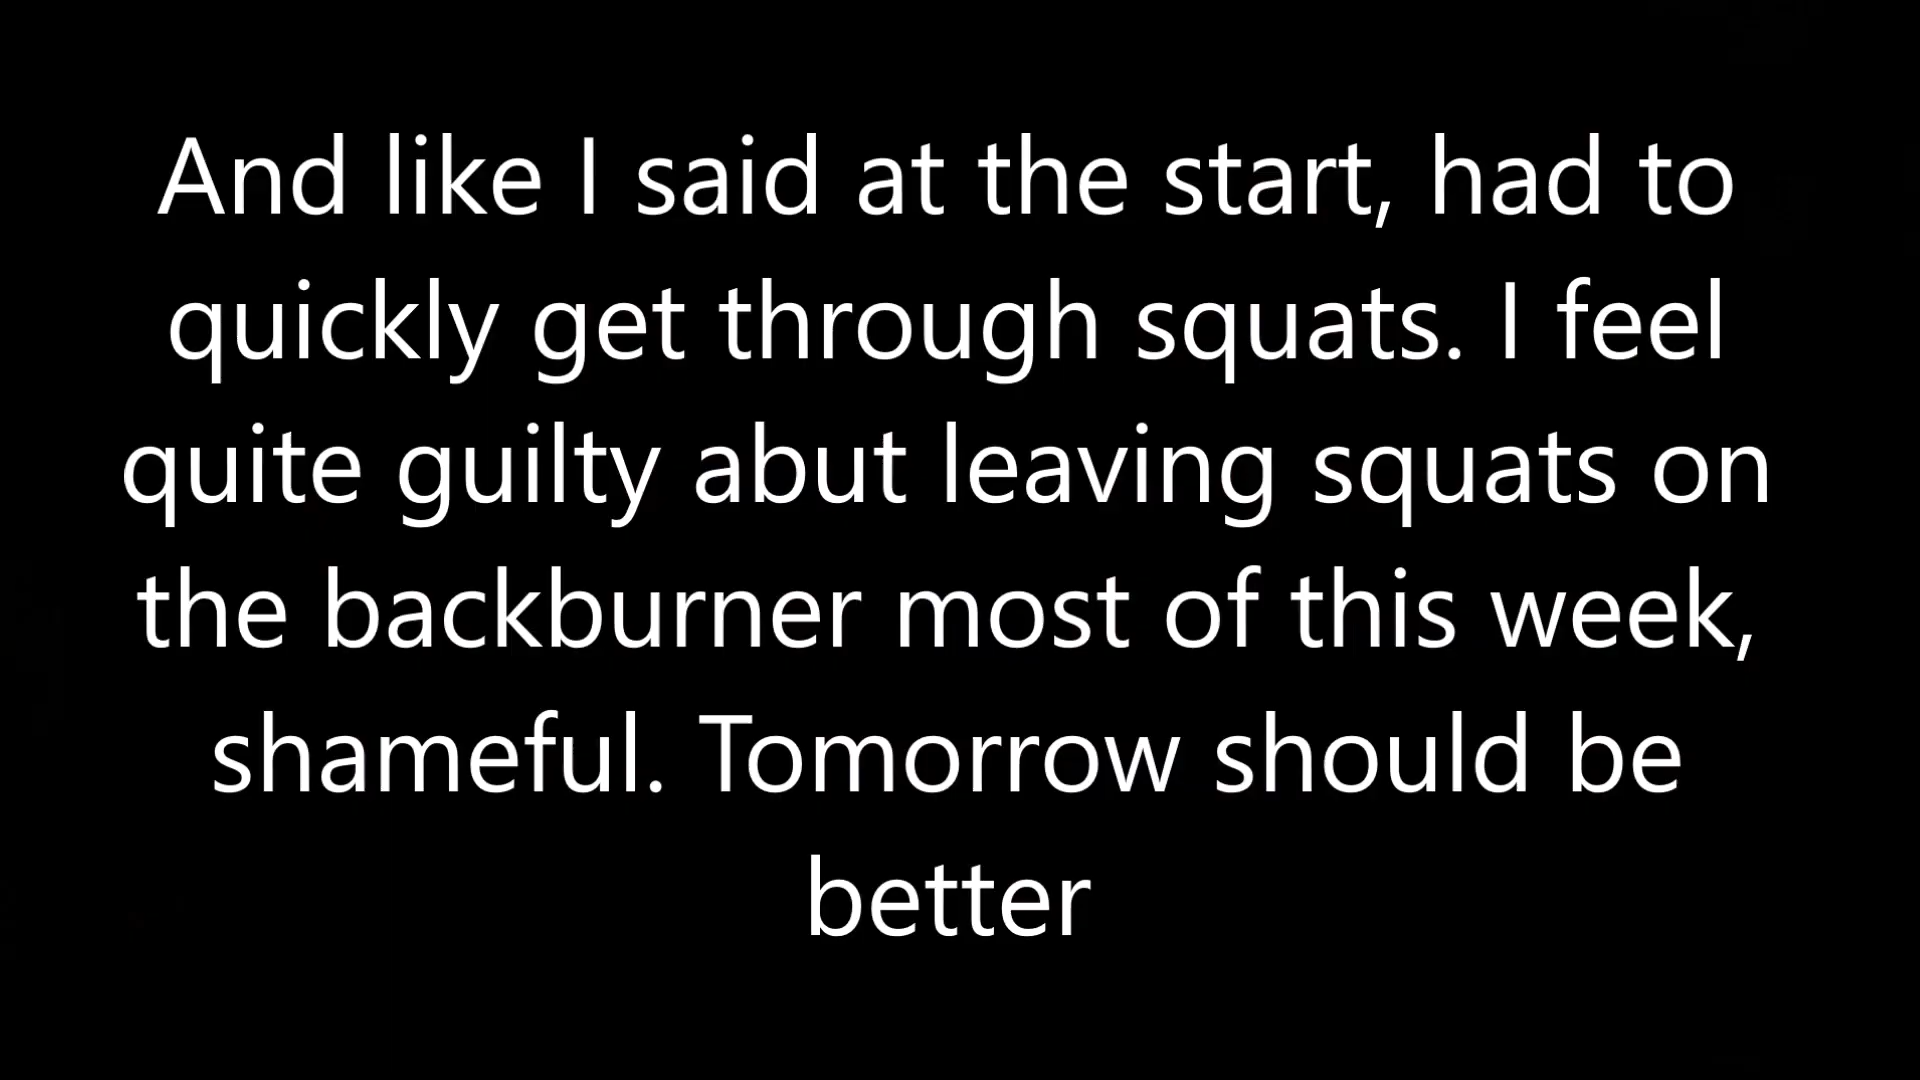 And like I said at the start, had to
quickly get through squats. I feel
quite guilty abut leaving squats on
the backburner most of this week,
shameful. Tomorrow should be
better